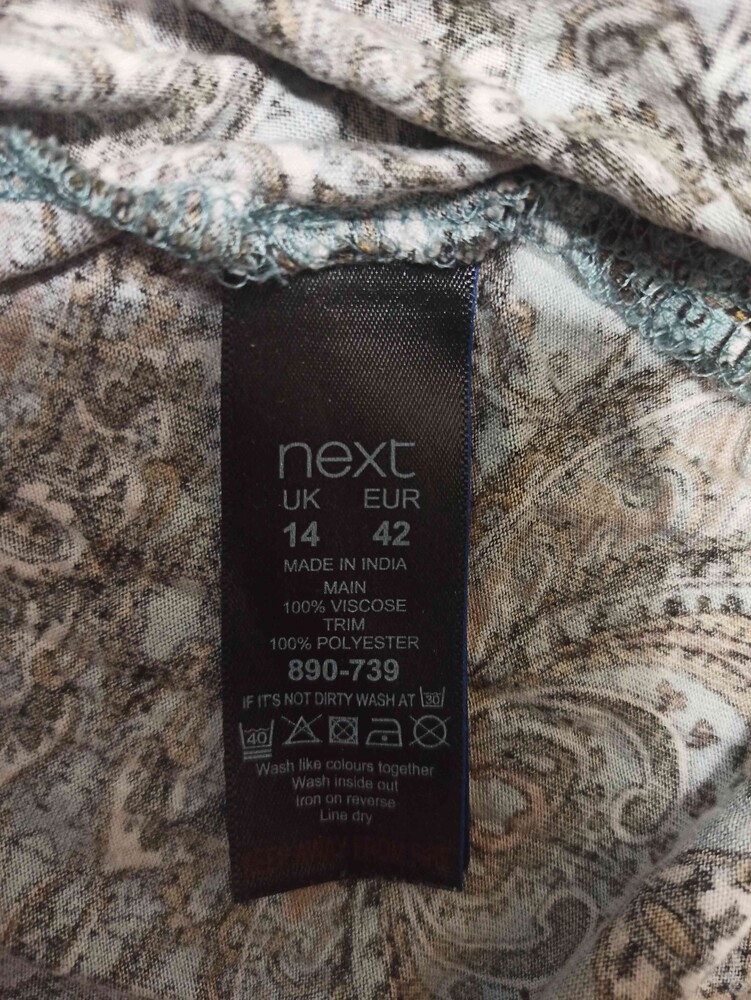 next
UK EUR
14 42
MADE IN INDIA
MAIN
100% VISCOSE
TRIM
100% POLYESTER
890-739
IF IT'S NOT DIRTY WASH AT 30
40
Wash like colours together
Wash inside out
Iron on reverse
Line dry